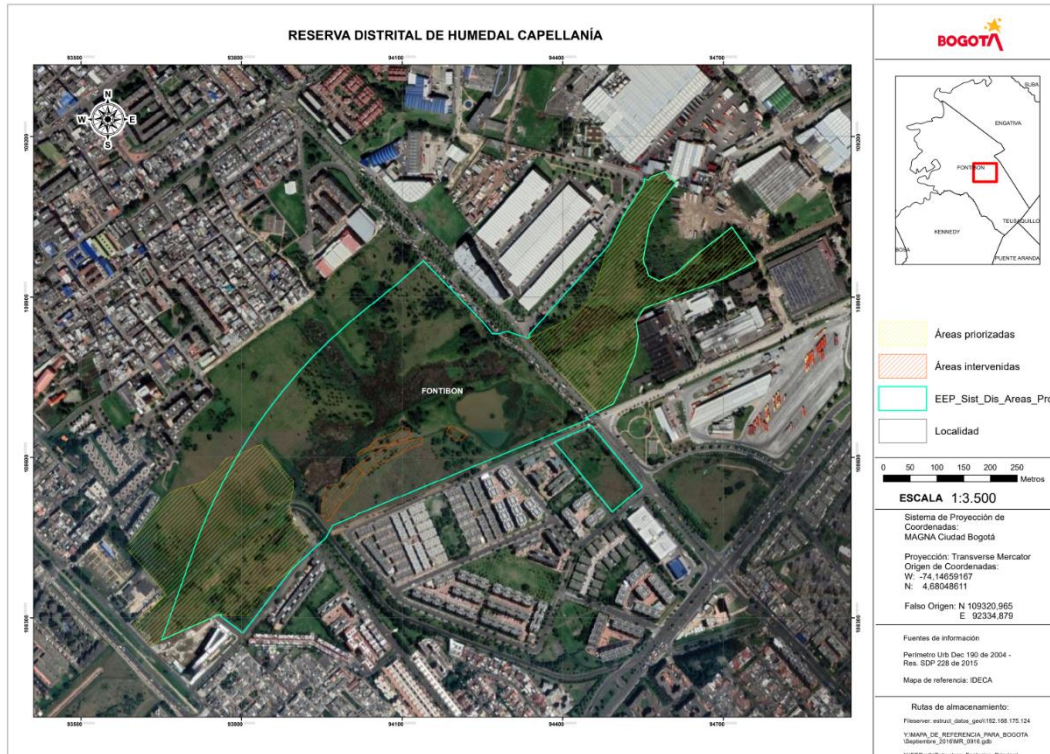 RESERVA DISTRITAL DE HUMEDAL CAPELLANÍA
BOGOTÁ
93500
93800
94100
94400
94700
N
W
E
S
FONTIBON
SUBA
ENGATIVA
FONTIBON
TEUSAQUILLO
KENNEDY
BOSA
PUENTE ARANDA
Áreas priorizadas
Áreas intervenidas
EEP_Sist_Dis_Areas_Pro
Localidad
0 50 100 150 200 250
Metros
ESCALA 1:3.500
Sistema de Proyección de
Coordenadas:
MAGNA Ciudad Bogotá
Proyección: Transverse Mercator
Origen de Coordenadas:
W: -74,14659167
N: 4,68048611
Falso Origen: N 109320,965
E 92334,879
Fuentes de información
Perímetro Urb Dec 190 de 2004 -
Res. SDP 228 de 2015
Mapa de referencia: IDECA
Rutas de almacenamiento: